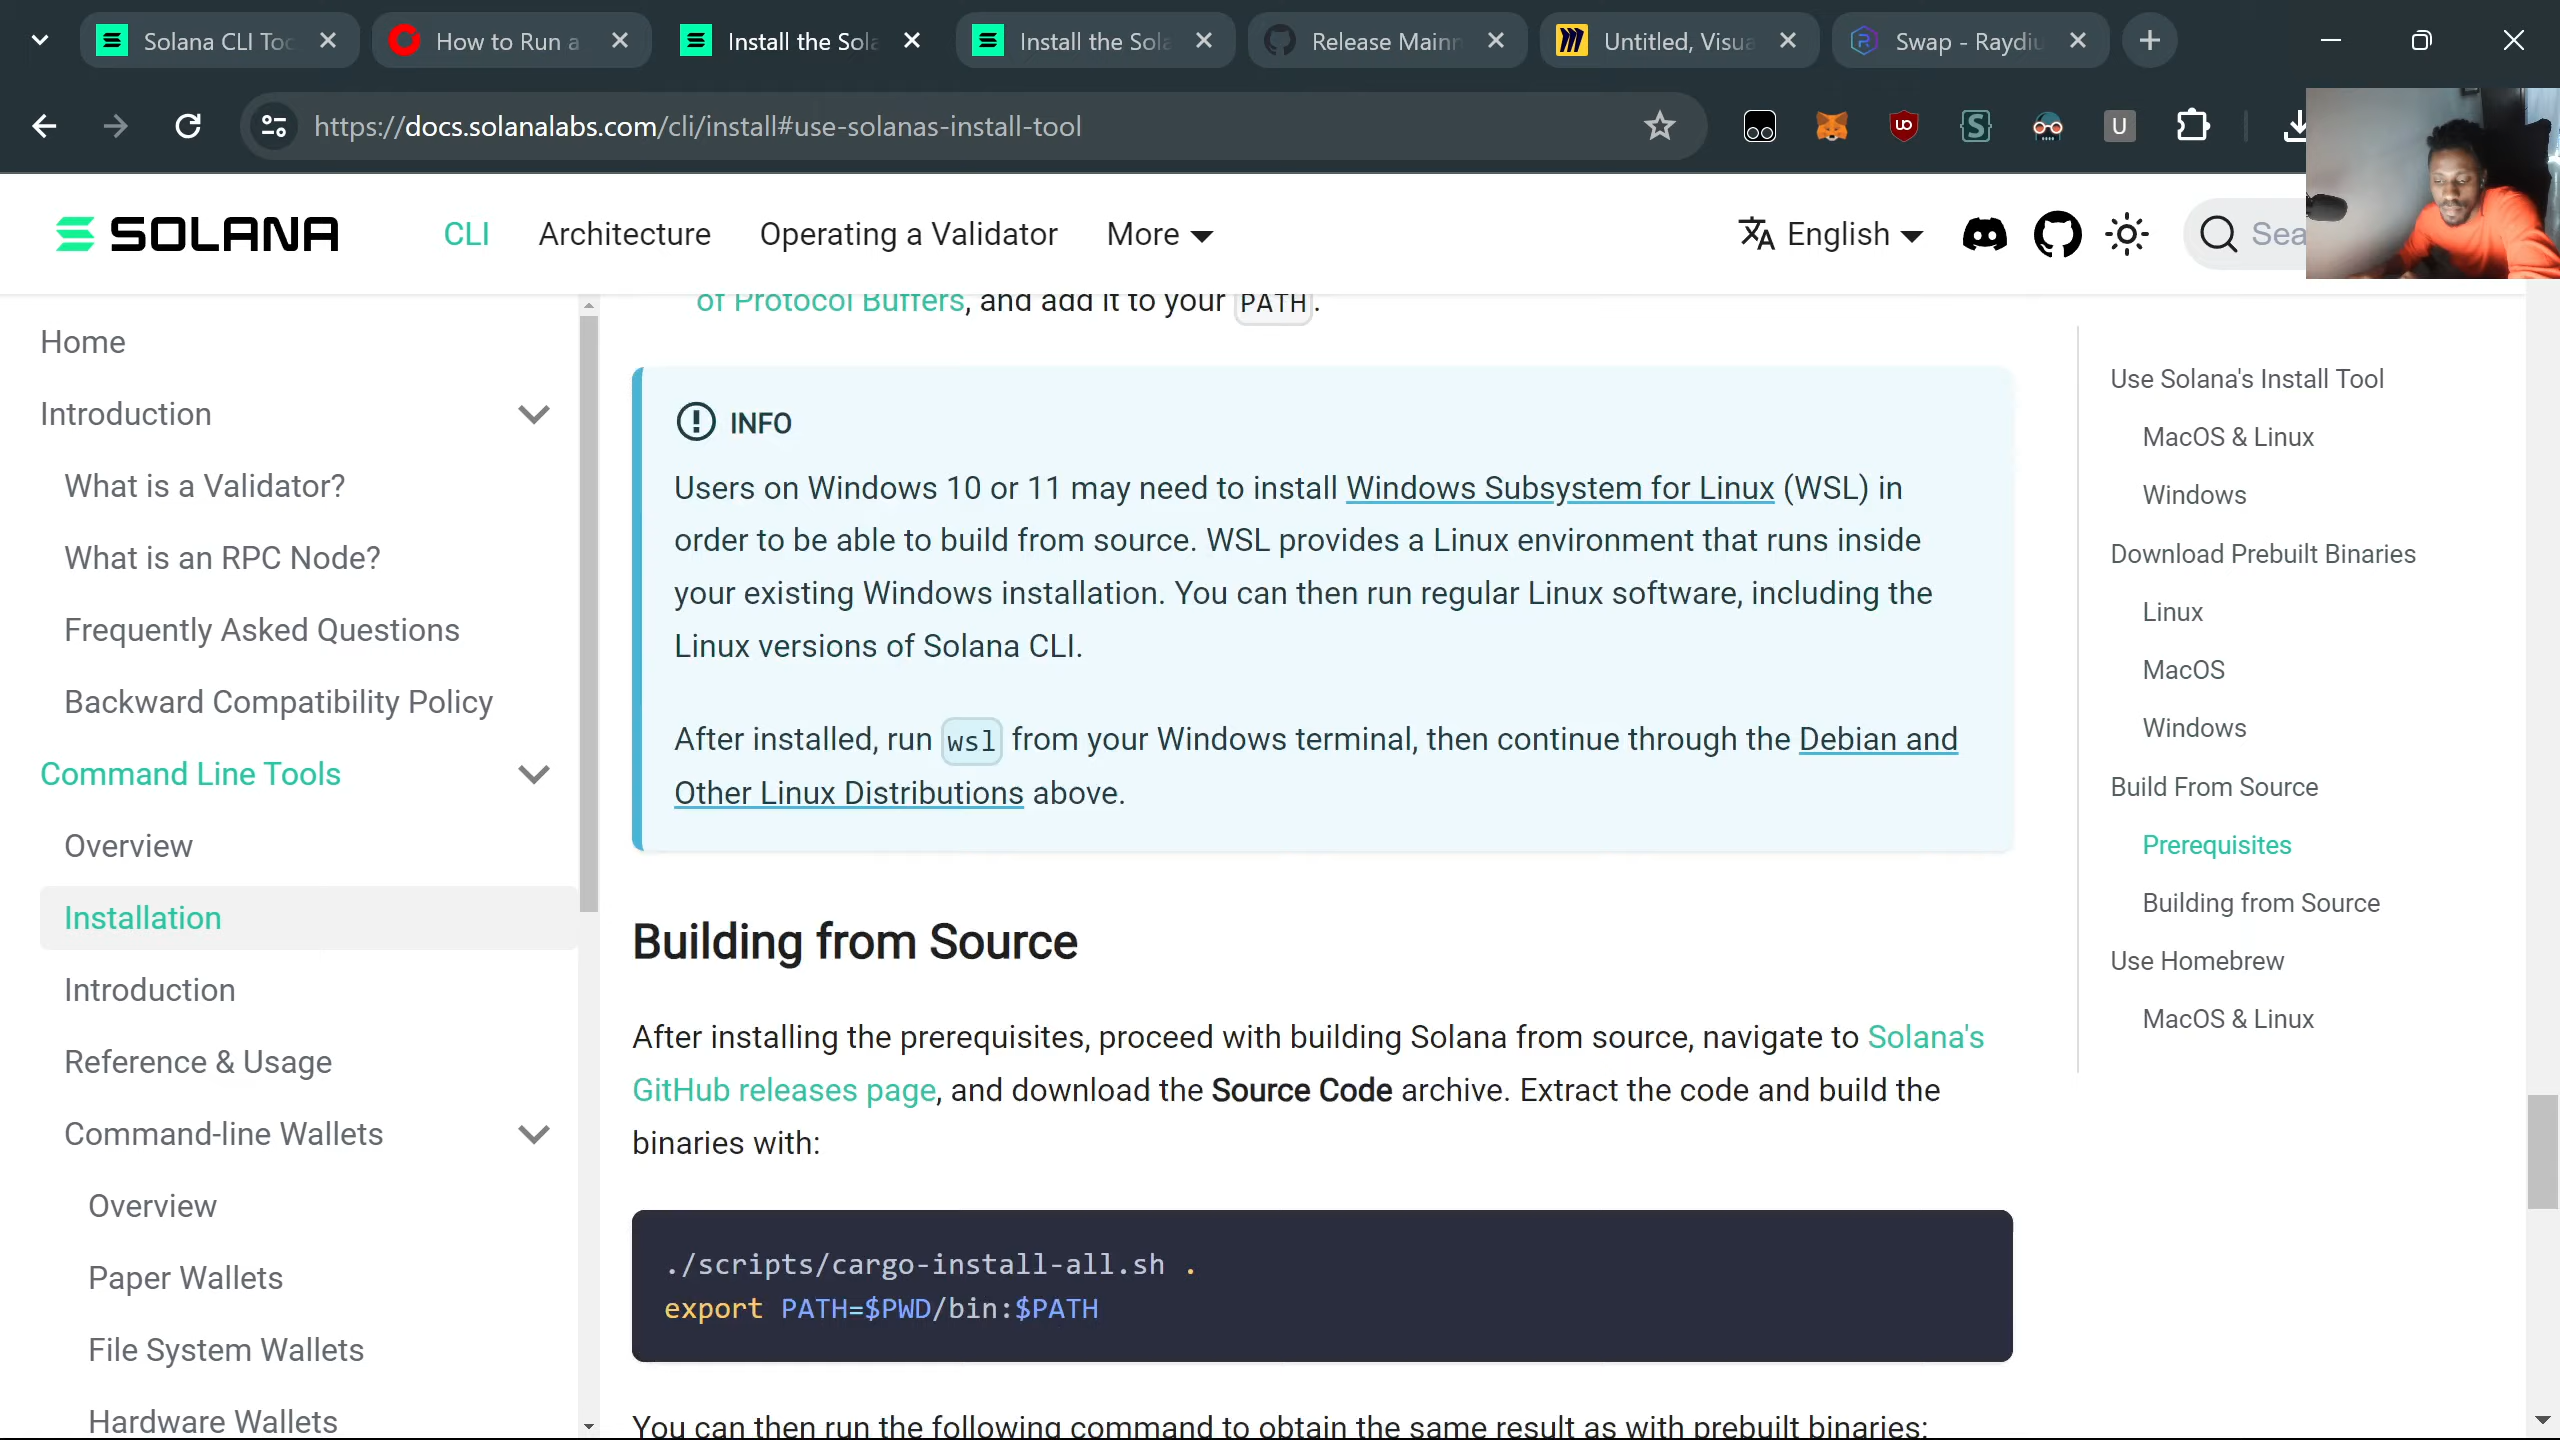 Solana CLI Too
How to Run a
Install the Sola
Install the Sola
Release Mainn
Untitled, Visua
Swap - Raydiu
https://docs.solanalabs.com/cli/install#use-solanas-install-tool
U
SOLANA
CLI
Architecture
Operating a Validator
More
English
Sea
Home
Introduction
What is a Validator?
What is an RPC Node?
Frequently Asked Questions
Backward Compatibility Policy
Command Line Tools
Overview
Installation
Introduction
Reference & Usage
Command-line Wallets
Overview
Paper Wallets
File System Wallets
Hardware Wallets
of Protocol Buffers, and add it to your PATH.
INFO
Users on Windows 10 or 11 may need to install Windows Subsystem for Linux (WSL) in
order to be able to build from source. WSL provides a Linux environment that runs inside
your existing Windows installation. You can then run regular Linux software, including the
Linux versions of Solana CLI.
After installed, run wsl from your Windows terminal, then continue through the Debian and
Other Linux Distributions above.
Building from Source
After installing the prerequisites, proceed with building Solana from source, navigate to Solana's
GitHub releases page, and download the Source Code archive. Extract the code and build the
binaries with:
./scripts/cargo-install-all.sh .
export PATH=$PWD/bin:$PATH
You can then run the following command to obtain the same result as with prebuilt binaries:
Use Solana's Install Tool
MacOS & Linux
Windows
Download Prebuilt Binaries
Linux
MacOS
Windows
Build From Source
Prerequisites
Building from Source
Use Homebrew
MacOS & Linux